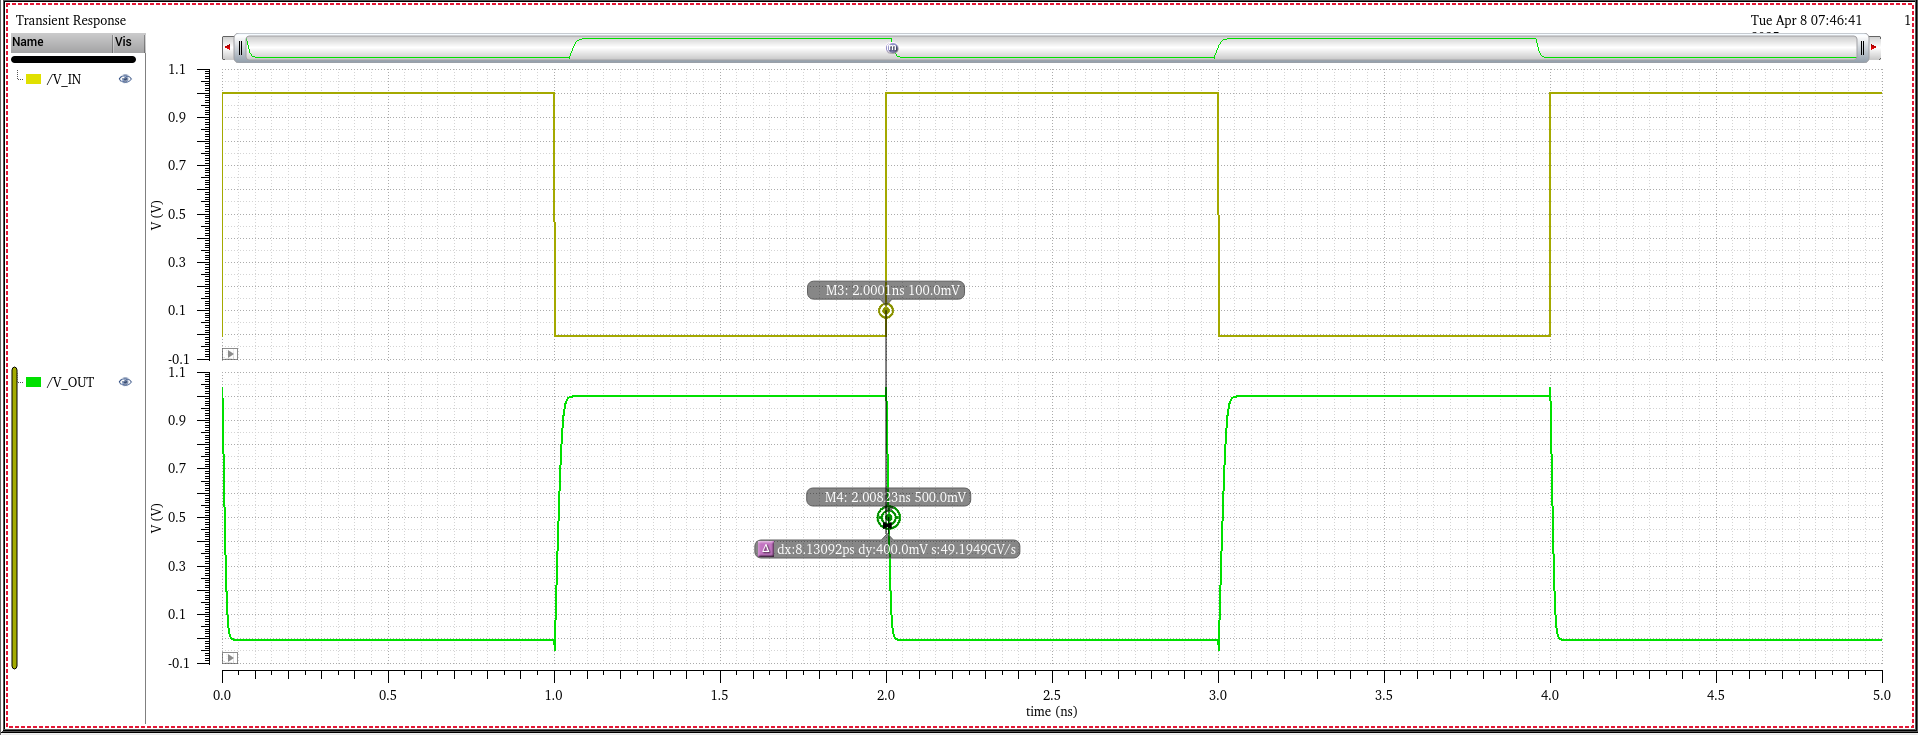 Transient Response
Tue Apr 8 07:46:41
1
Name Vis
/V_IN
1.1
0.9
0.7
0.5
0.3
0.1
-0.1
V (V)
M3: 2.0001ns 100.0mV
/V_OUT
1.1
0.9
0.7
0.5
0.3
0.1
-0.1
V (V)
M4: 2.00823ns 500.0mV
Δ dx:8.13092ps dy:400.0mV s:49.1949GV/s
0.0 0.5 1.0 1.5 2.0 2.5 3.0 3.5 4.0 4.5 5.0
time (ns)